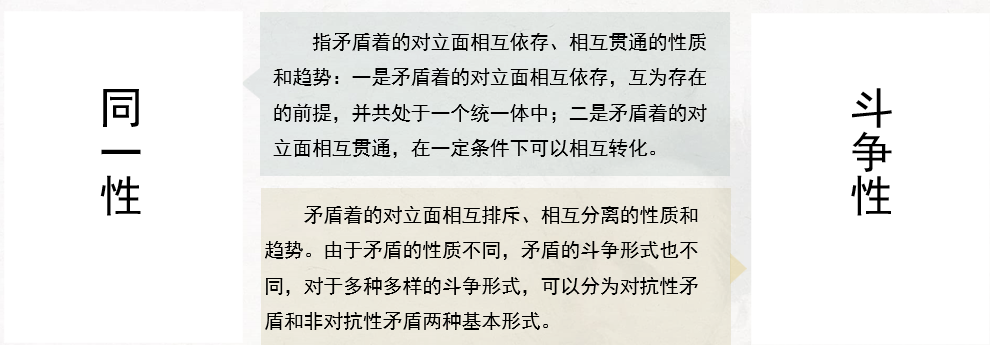 同一性
指矛盾着的对立面相互依存、相互贯通的性质
和趋势：一是矛盾着的对立面相互依存，互为存在
的前提，并共处于一个统一体中；二是矛盾着的对
立面相互贯通，在一定条件下可以相互转化。
矛盾着的对立面相互排斥、相互分离的性质和
趋势。由于矛盾的性质不同，矛盾的斗争形式也不
同，对于多种多样的斗争形式，可以分为对抗性矛
盾和非对抗性矛盾两种基本形式。
斗争性